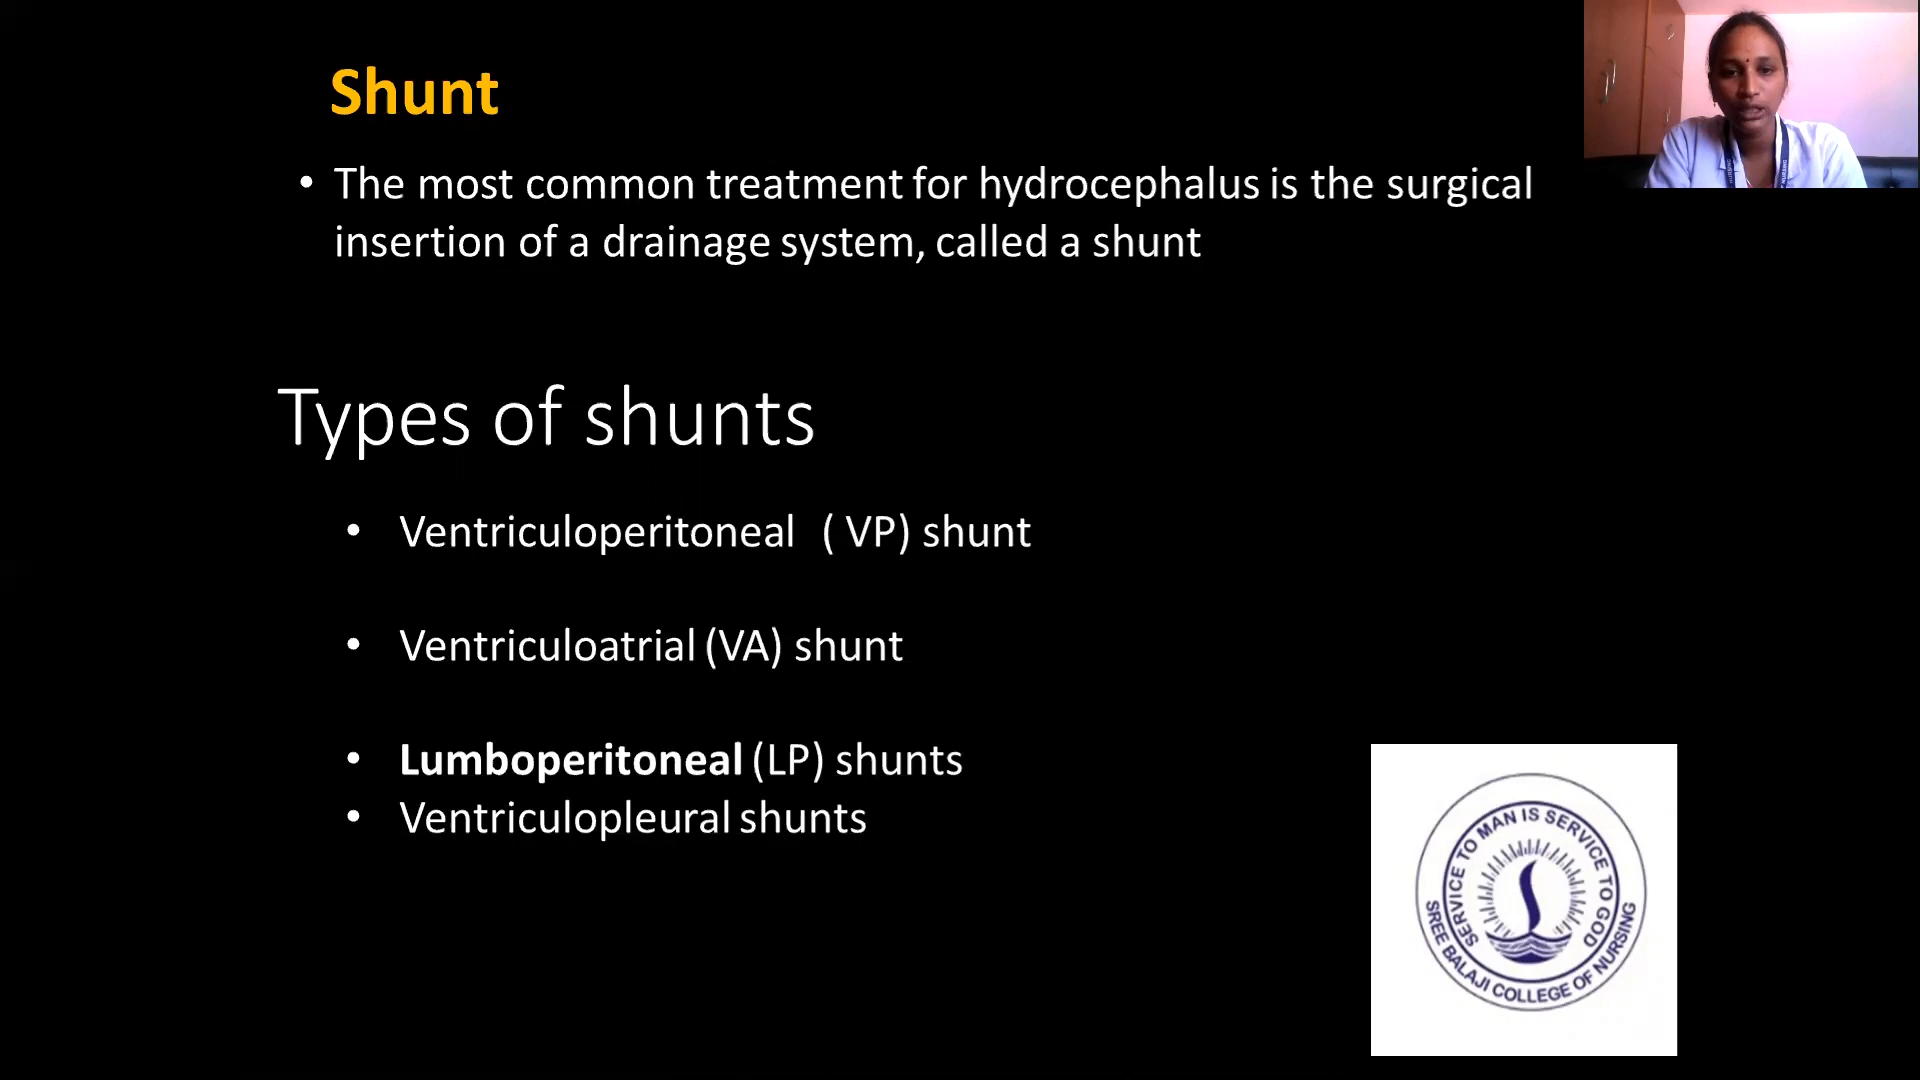 Shunt
• The most common treatment for hydrocephalus is the surgical
insertion of a drainage system, called a shunt
Types of shunts
• Ventriculoperitoneal ( VP) shunt
• Ventriculoatrial (VA) shunt
• Lumboperitoneal (LP) shunts
• Ventriculopleural shunts
SERVICE TO MAN IS SERVICE TO GOD
SREE BALAJI COLLEGE OF NURSING